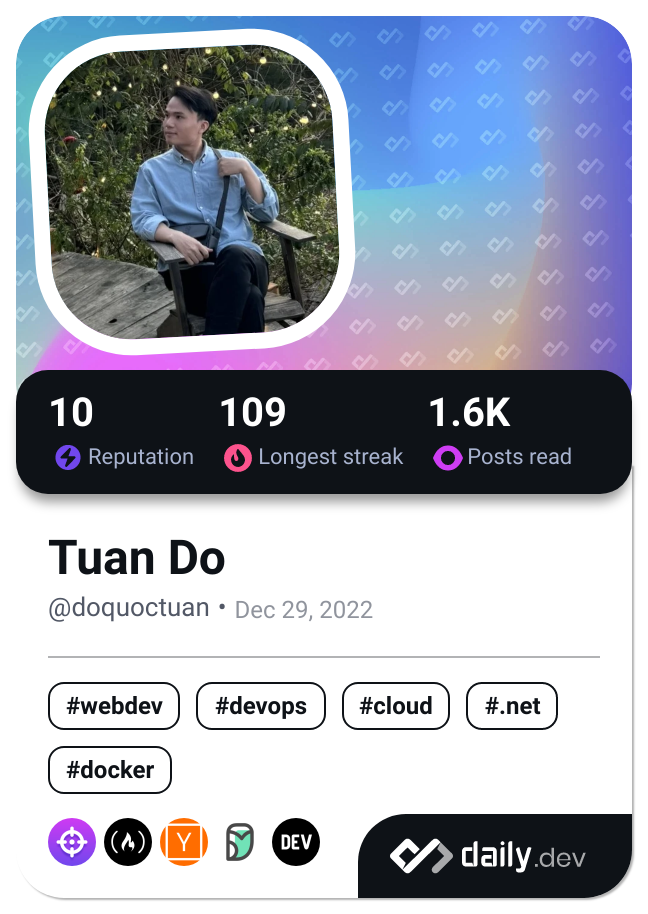 10 109 1.6K
Reputation Longest streak Posts read
Tuan Do
@doquoctuan • Dec 29, 2022
#webdev #devops #cloud #.net
#docker
Y DEV
daily.dev